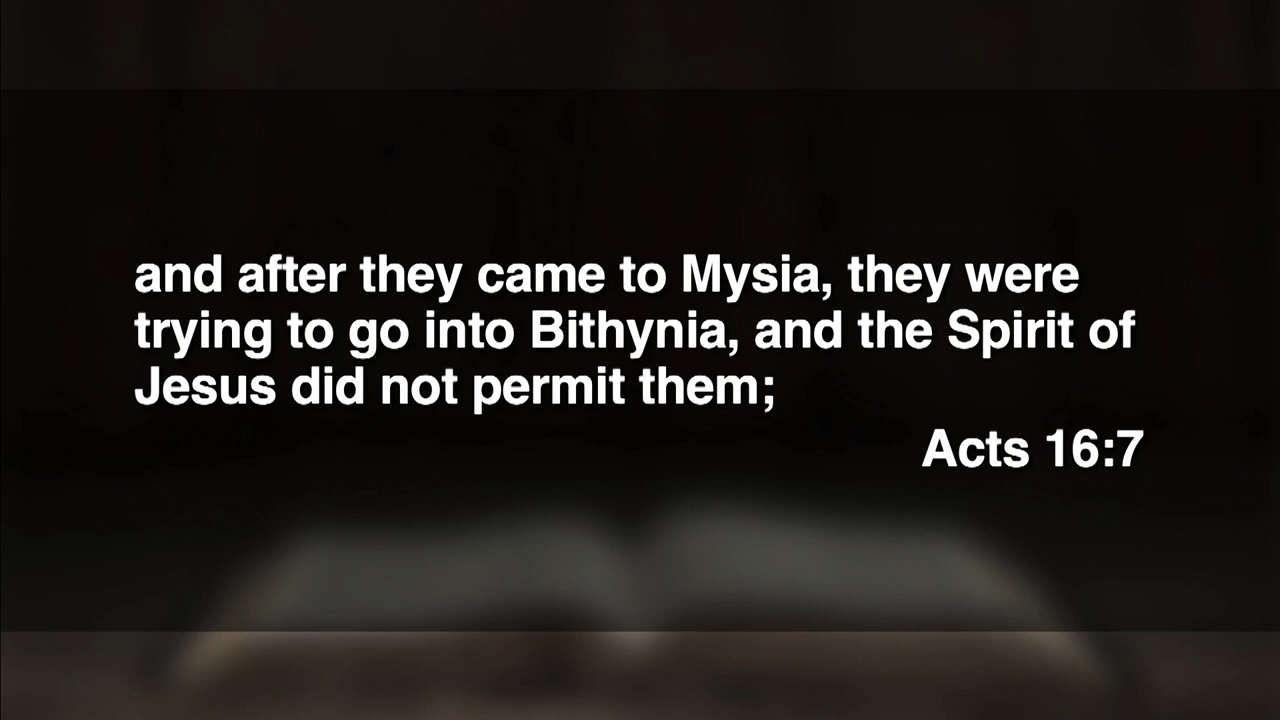 and after they came to Mysia, they were
trying to go into Bithynia, and the Spirit of
Jesus did not permit them;
Acts 16:7